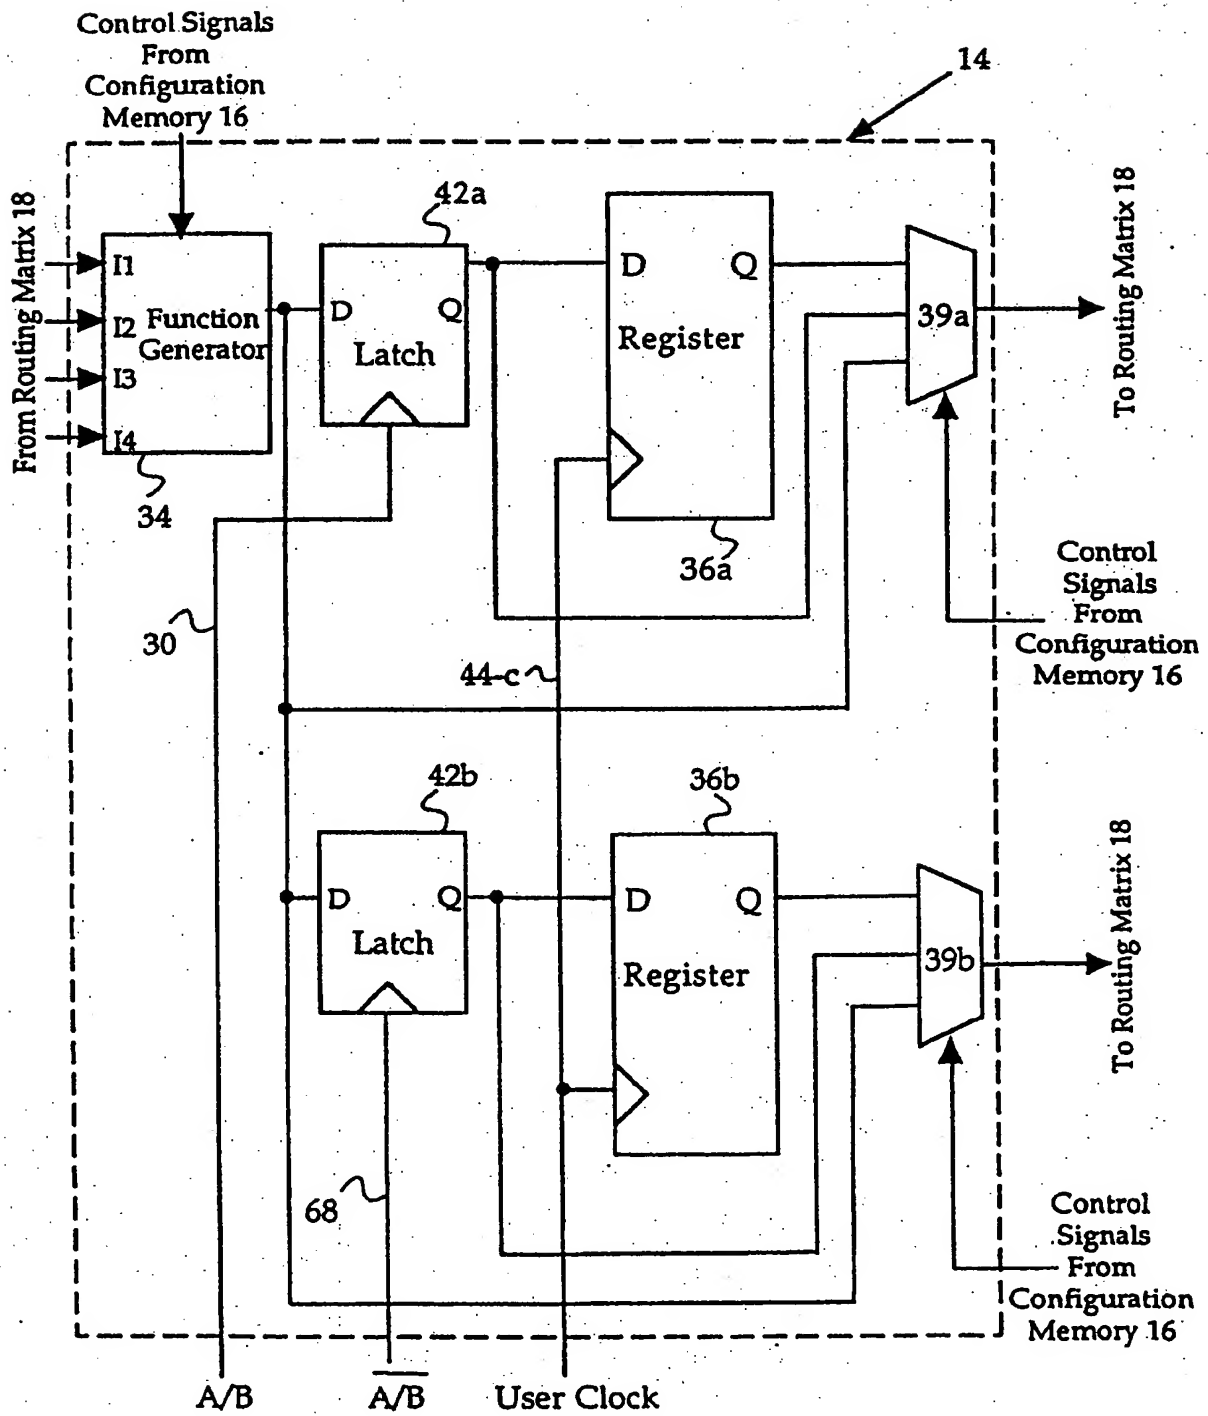 Control Signals
From
Configuration
Memory 16
14
From Routing Matrix 18
I1
I2
I3
I4
Function
Generator
34
42a
D
Q
Latch
D
Q
Register
36a
39a
To Routing Matrix 18
Control
Signals
From
Configuration
Memory 16
30
44-c
42b
D
Q
Latch
36b
D
Q
Register
39b
To Routing Matrix 18
68
Control
Signals
From
Configuration
Memory 16
A/B
A/B
User Clock